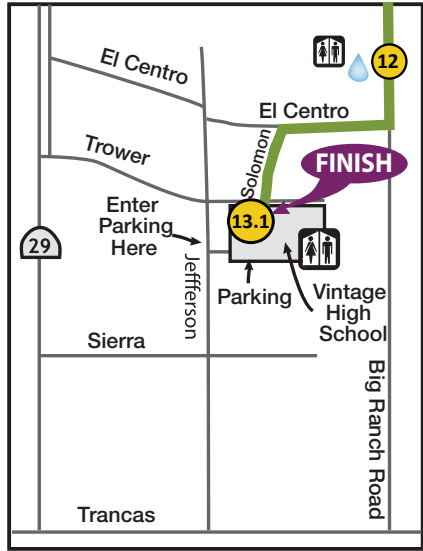 El Centro
12
El Centro
Trower
Solomon
FINISH
Enter
Parking
Here
13.1
29
Jeffferson
Parking
Vintage
High
School
Sierra
Big Ranch Road
Trancas